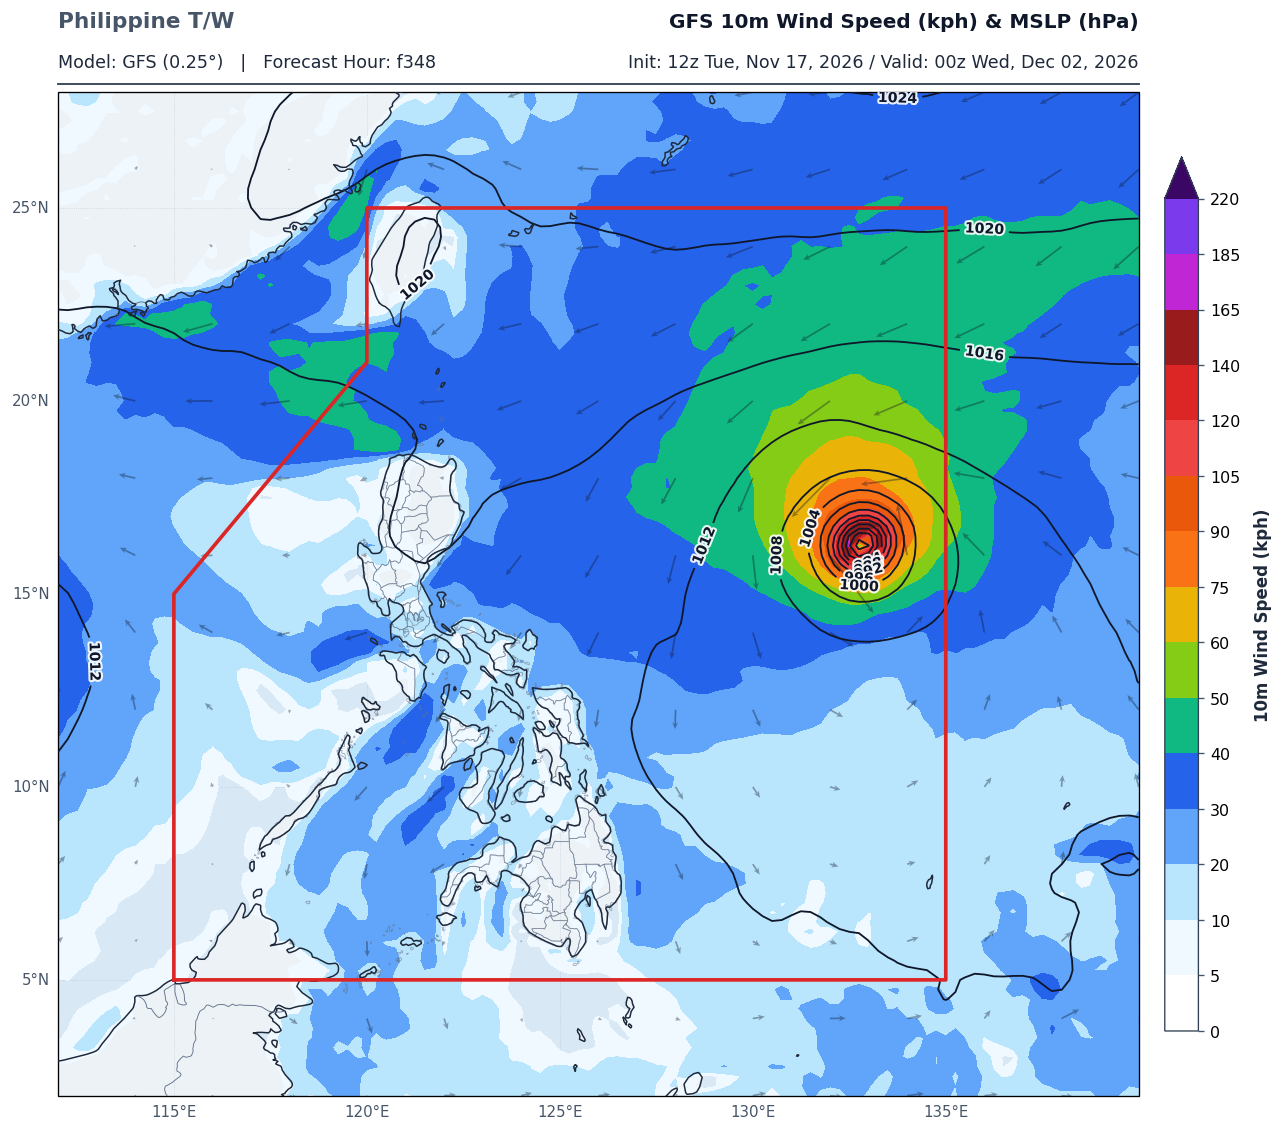 Philippine T/W
GFS 10m Wind Speed (kph) & MSLP (hPa)
Model: GFS (0.25°)   |   Forecast Hour: f348
Init: 12z Tue, Nov 17, 2026 / Valid: 00z Wed, Dec 02, 2026
1024
25°N
1020
1020
1016
20°N
1012
1008
1004
1000
15°N
1012
10°N
5°N
115°E
120°E
125°E
130°E
135°E
220
185
165
140
120
105
90
75
60
50
40
30
20
10
5
0
10m Wind Speed (kph)